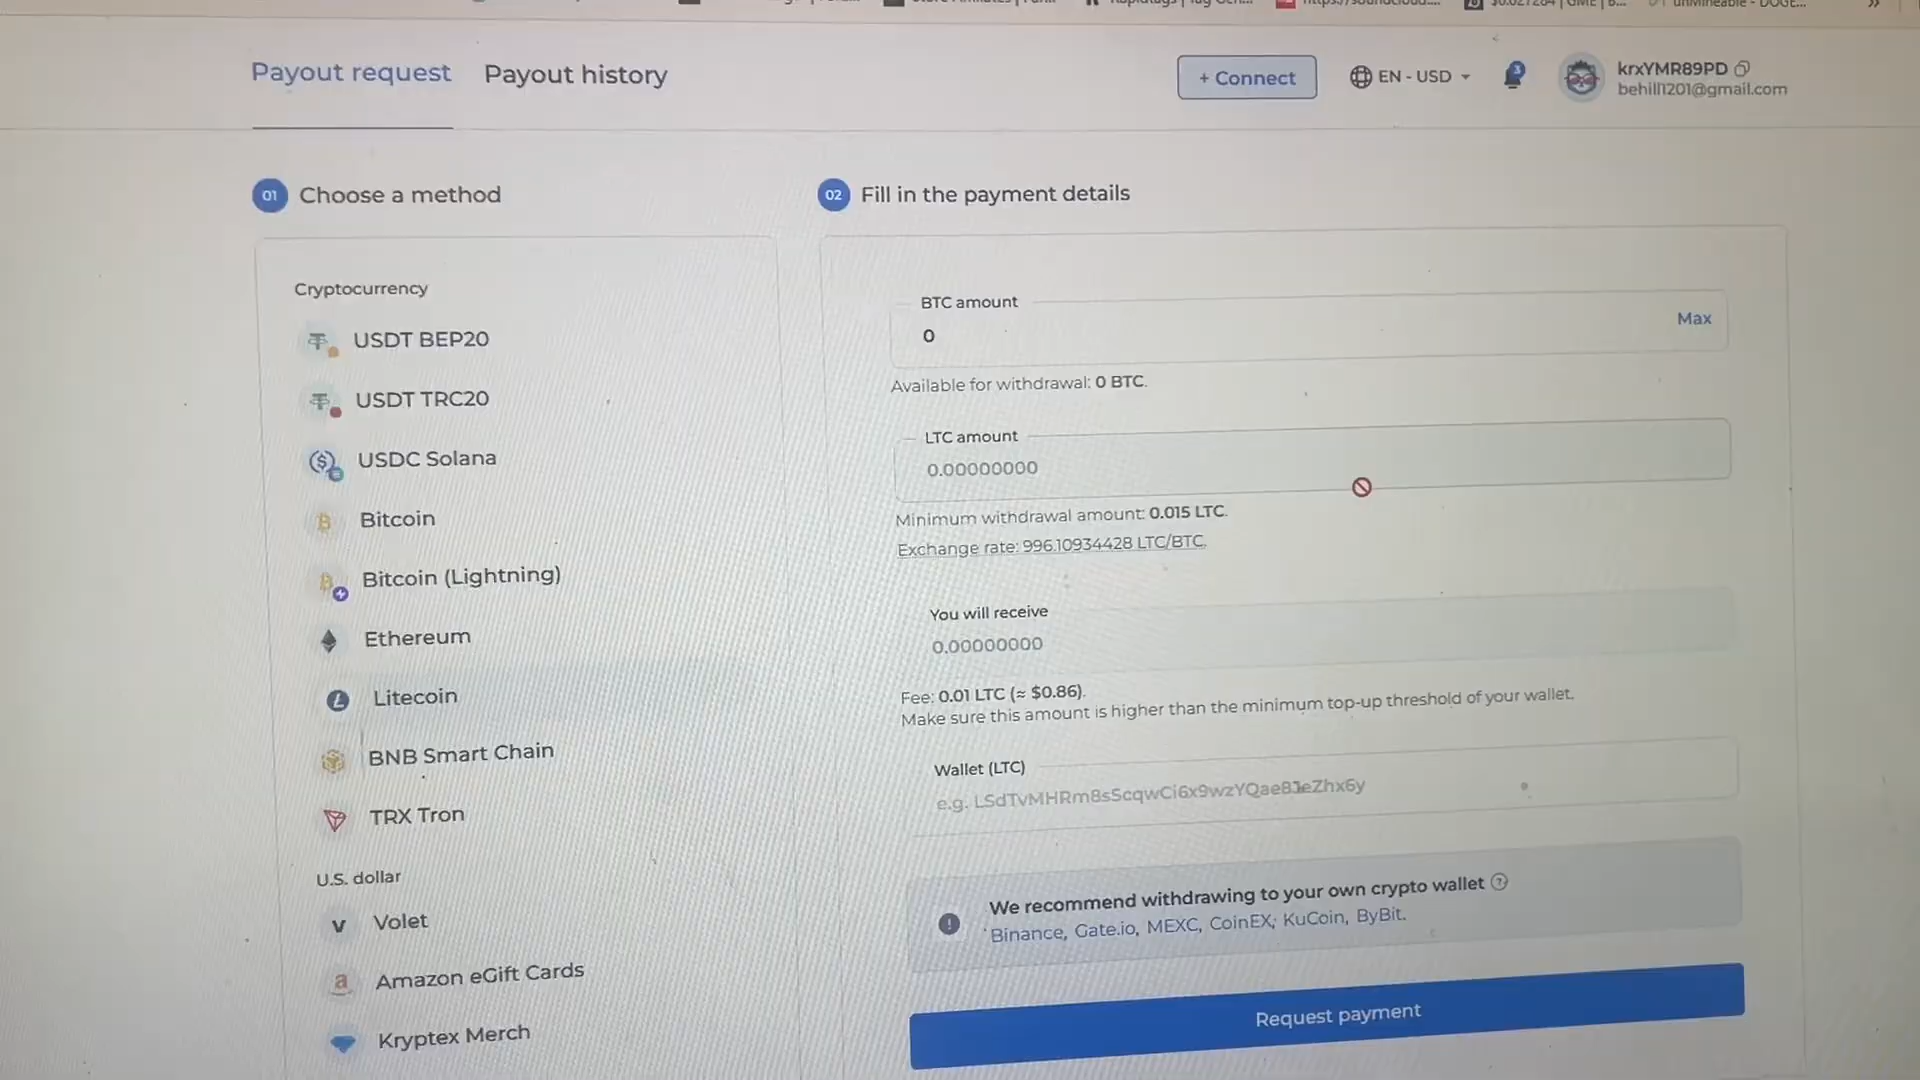 Payout request
Payout history
+ Connect
EN - USD
3
krxYMR89PD
behill1201@gmail.com
01 Choose a method
02 Fill in the payment details
Cryptocurrency
USDT BEP20
USDT TRC20
USDC Solana
Bitcoin
Bitcoin (Lightning)
Ethereum
Litecoin
BNB Smart Chain
TRX Tron
U.S. dollar
Volet
Amazon eGift Cards
Kryptex Merch
BTC amount
0
Max
Available for withdrawal: 0 BTC.
LTC amount
0.00000000
Minimum withdrawal amount: 0.015 LTC.
Exchange rate: 996.10934428 LTC/BTC.
You will receive
0.00000000
Fee: 0.01 LTC (≈ $0.86).
Make sure this amount is higher than the minimum top-up threshold of your wallet.
Wallet (LTC)
e.g. LSdTvMHRm8sScqwCi6x9wzYQae8JeZhx6y
We recommend withdrawing to your own crypto wallet
Binance, Gate.io, MEXC, CoinEX, KuCoin, ByBit.
Request payment